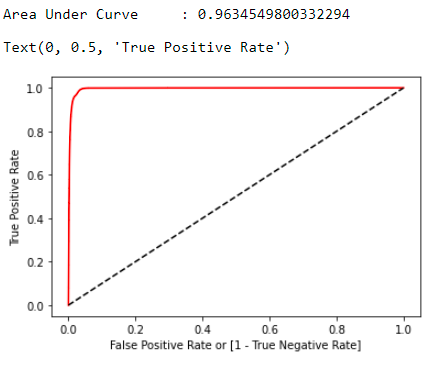 Area Under Curve     : 0.9634549800332294
Text(0, 0.5, 'True Positive Rate')
1.0
0.8
0.6
0.4
0.2
0.0
True Positive Rate
0.0 0.2 0.4 0.6 0.8 1.0
False Positive Rate or [1 - True Negative Rate]